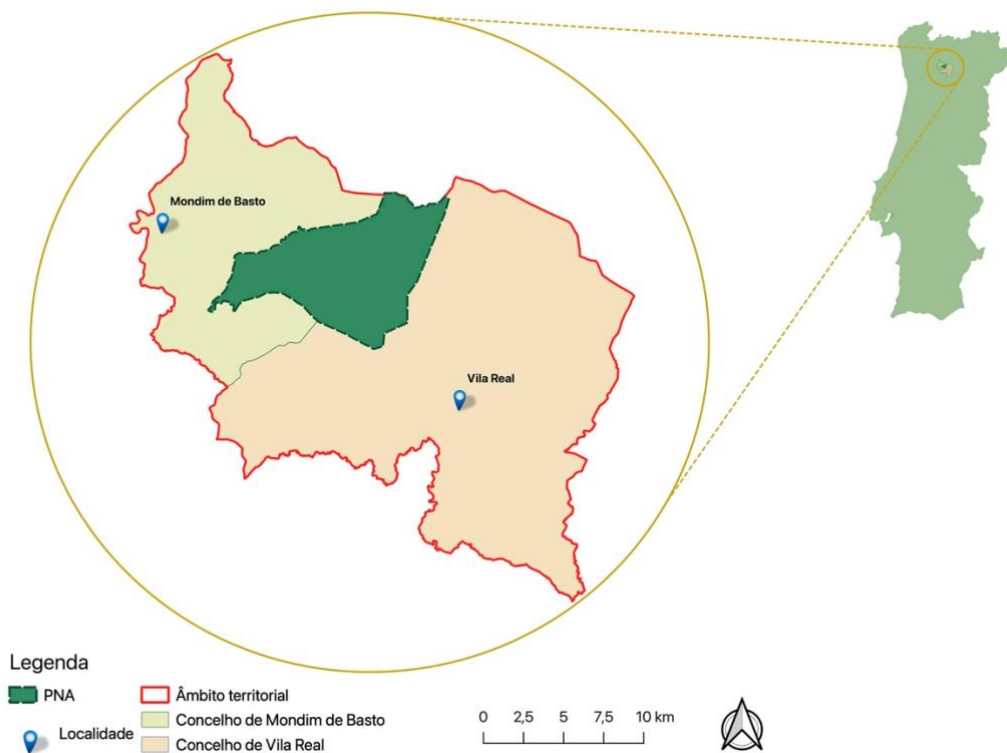 Mondim de Basto
Vila Real
Legenda
PNA
Localidade
Âmbito territorial
Concelho de Mondim de Basto
Concelho de Vila Real
0 2,5 5 7,5 10 km